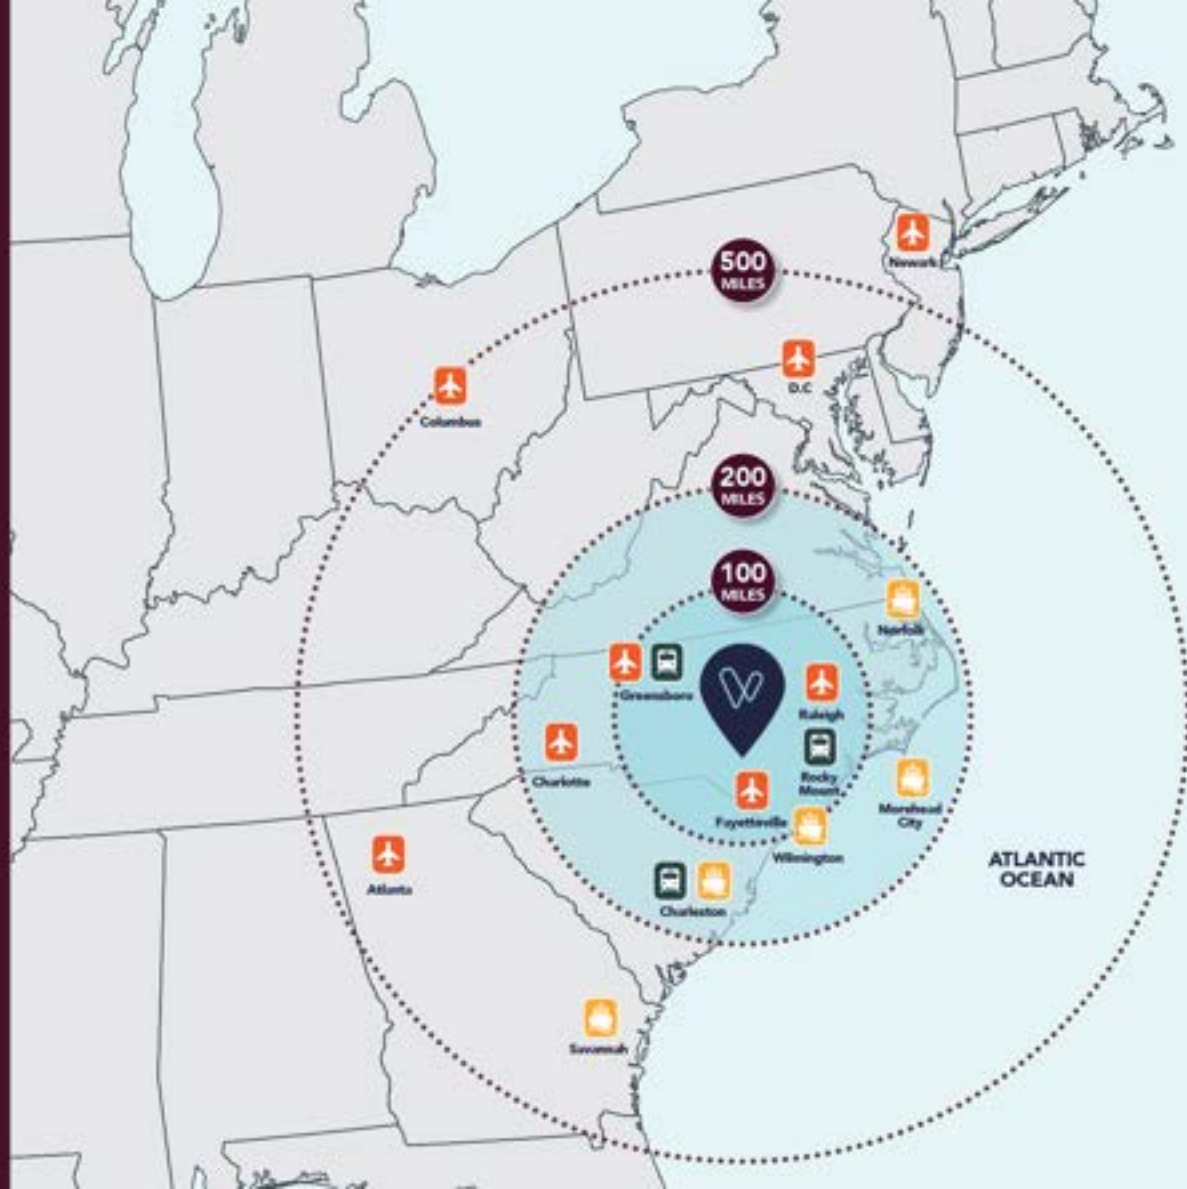 Newark
500
MILES
D.C
Columbus
200
MILES
100
MILES
Norfolk
Greensboro
Raleigh
Charlotte
Rocky
Mount
Fayetteville
Morehead
City
Wilmington
ATLANTIC
OCEAN
Atlanta
Charleston
Savannah